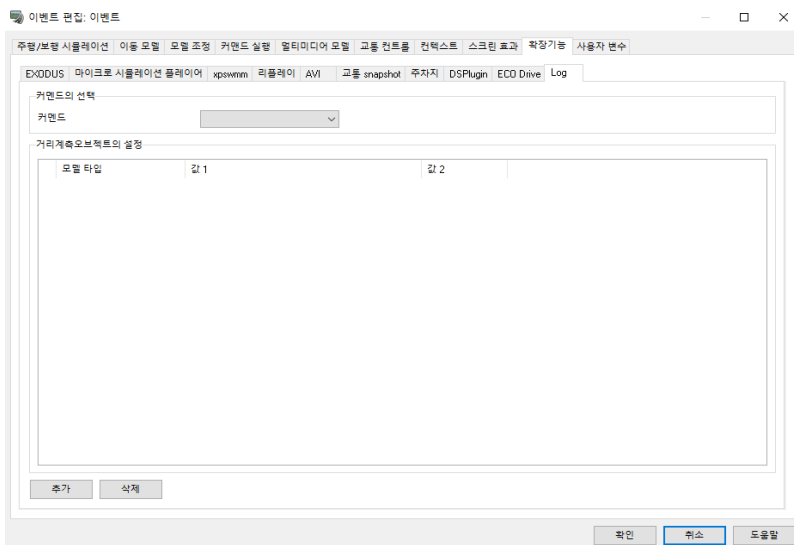 이벤트 편집: 이벤트
주행/보행 시뮬레이션 이동 모델 모델 조정 커맨드 실행 멀티미디어 모델 교통 컨트롤 컨텍스트 스크린 효과 확장기능 사용자 변수
EXODUS 마이크로 시뮬레이션 플레이어 xpswmm 리플레이 AVI 교통 snapshot 주차지 DSPlugin ECO Drive Log
커멘드의 선택
커멘드
거리계측오브젝트의 설정
모델 타입 값 1 값 2
추가 삭제
확인 취소 도움말